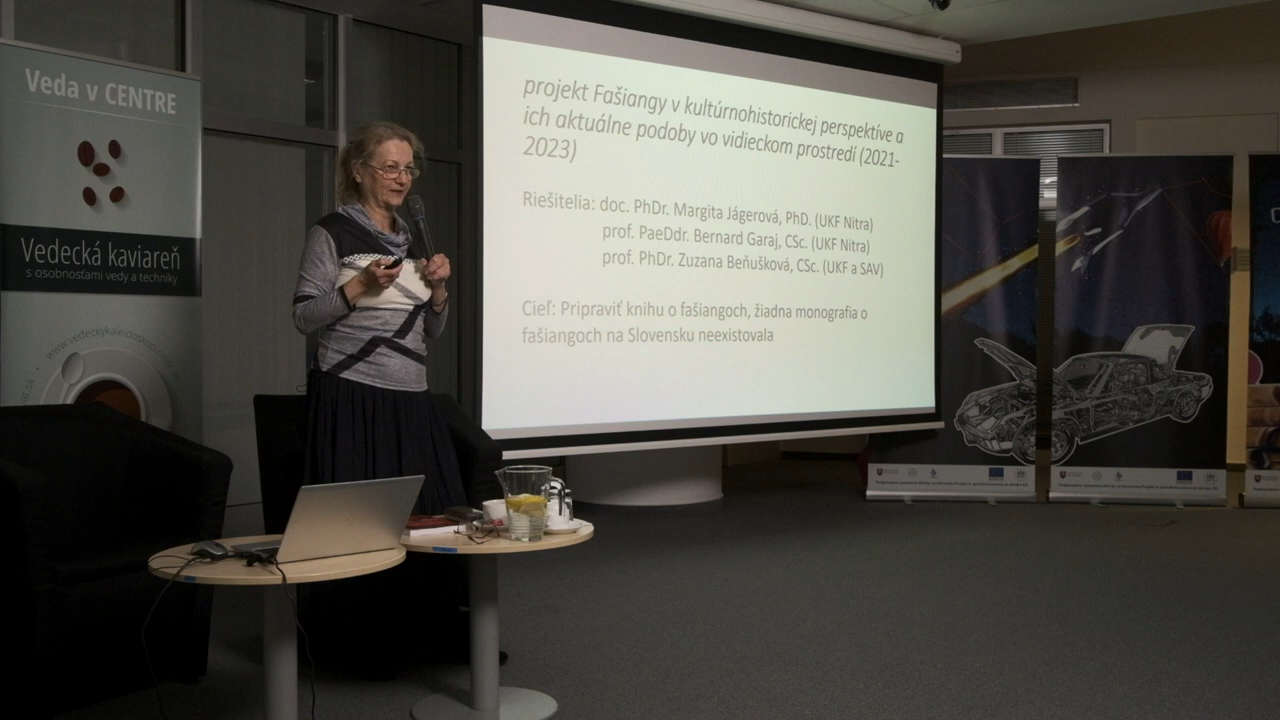 Veda v CENTRE
Vedecká kaviareň
s osobnosťami vedy a techniky
projekt Fašiangy v kultúrnohistorickej perspektíve a
ich aktuálne podoby vo vidieckom prostredí (2021-
2023)
Riešitelia: doc. PhDr. Margita Jágerová, PhD. (UKF Nitra)
prof. PaeDdr. Bernard Garaj, CSc. (UKF Nitra)
prof. PhDr. Zuzana Beňušková, CSc. (UKF a SAV)
Cieľ: Pripraviť knihu o fašiangoch, žiadna monografia o
fašiangoch na Slovensku neexistovala